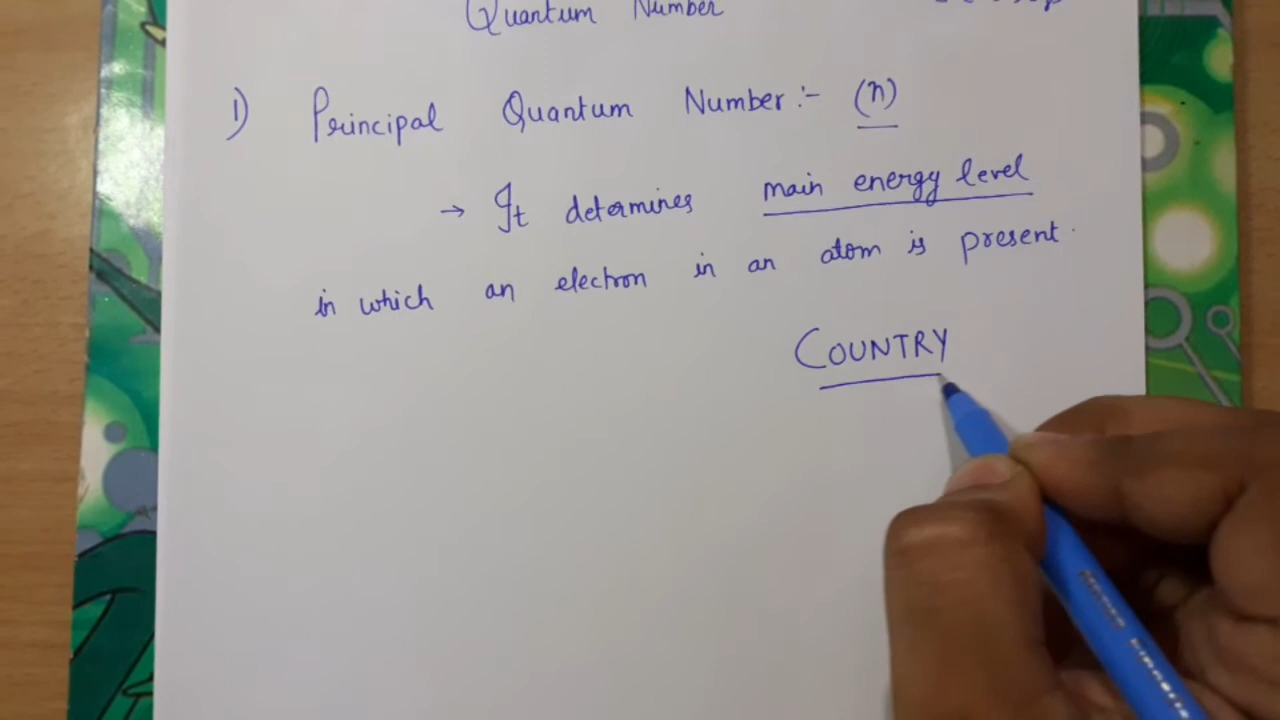 Quantum Number
1) Principal Quantum Number :- (n)
→ It determines main energy level
in which an electron in an atom is present.
COUNTRY